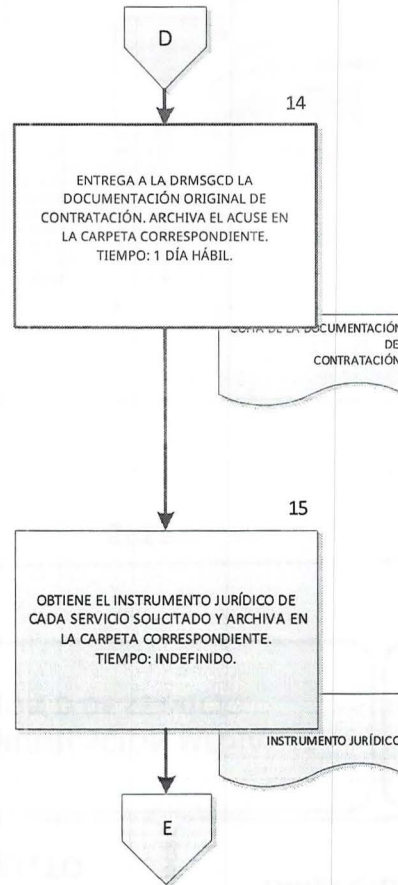 D
14
ENTREGA A LA DRMSGCD LA
DOCUMENTACIÓN ORIGINAL DE
CONTRATACIÓN. ARCHIVA EL ACUSE EN
LA CARPETA CORRESPONDIENTE.
TIEMPO: 1 DÍA HÁBIL.
COPIA DE LA DOCUMENTACIÓN
DE
CONTRATACIÓN
15
OBTIENE EL INSTRUMENTO JURÍDICO DE
CADA SERVICIO SOLICITADO Y ARCHIVA EN
LA CARPETA CORRESPONDIENTE.
TIEMPO: INDEFINIDO.
INSTRUMENTO JURÍDICO
E